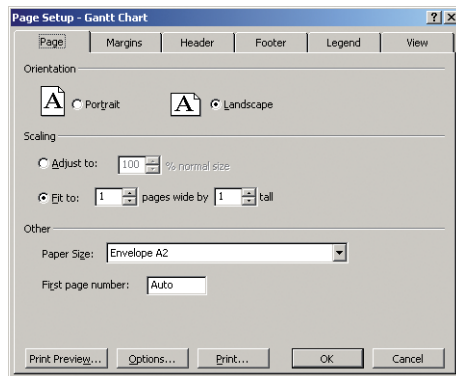 Page Setup - Gantt Chart
Page Margins Header Footer Legend View
Orientation
A Portrait A Landscape
Scaling
Adjust to: 100 % normal size
Fit to: 1 pages wide by 1 tall
Other
Paper Size: Envelope A2
First page number: Auto
Print Preview... Options... Print... OK Cancel